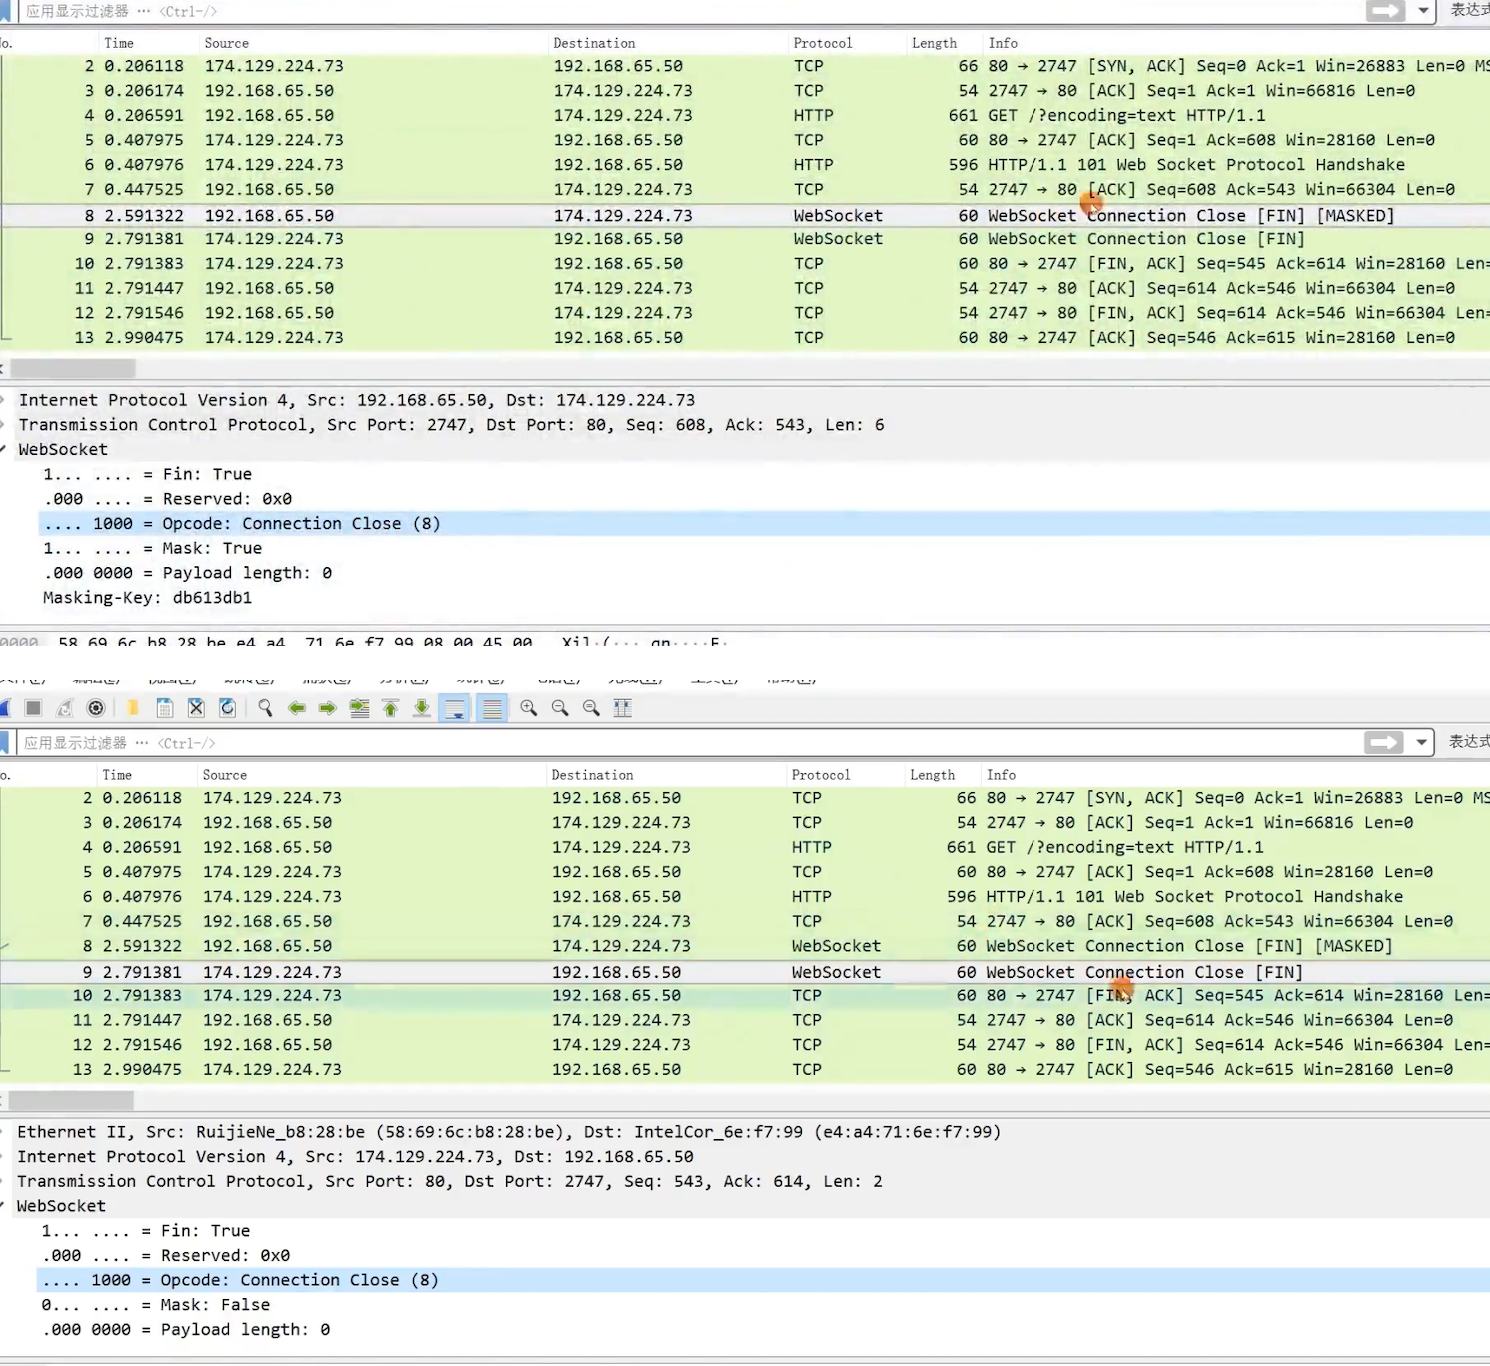 应用显示过滤器 … <Ctrl-/> 表达式
o. Time Source Destination Protocol Length Info
2 0.206118 174.129.224.73 192.168.65.50 TCP 66 80 → 2747 [SYN, ACK] Seq=0 Ack=1 Win=26883 Len=0 MS
3 0.206174 192.168.65.50 174.129.224.73 TCP 54 2747 → 80 [ACK] Seq=1 Ack=1 Win=66816 Len=0
4 0.206591 192.168.65.50 174.129.224.73 HTTP 661 GET /?encoding=text HTTP/1.1
5 0.407975 174.129.224.73 192.168.65.50 TCP 60 80 → 2747 [ACK] Seq=1 Ack=608 Win=28160 Len=0
6 0.407976 174.129.224.73 192.168.65.50 HTTP 596 HTTP/1.1 101 Web Socket Protocol Handshake
7 0.447525 192.168.65.50 174.129.224.73 TCP 54 2747 → 80 [ACK] Seq=608 Ack=543 Win=66304 Len=0
8 2.591322 192.168.65.50 174.129.224.73 WebSocket 60 WebSocket Connection Close [FIN] [MASKED]
9 2.791381 174.129.224.73 192.168.65.50 WebSocket 60 WebSocket Connection Close [FIN]
10 2.791383 174.129.224.73 192.168.65.50 TCP 60 80 → 2747 [FIN, ACK] Seq=545 Ack=614 Win=28160 Len=
11 2.791447 192.168.65.50 174.129.224.73 TCP 54 2747 → 80 [ACK] Seq=614 Ack=546 Win=66304 Len=0
12 2.791546 192.168.65.50 174.129.224.73 TCP 54 2747 → 80 [FIN, ACK] Seq=614 Ack=546 Win=66304 Len=
13 2.990475 174.129.224.73 192.168.65.50 TCP 60 80 → 2747 [ACK] Seq=546 Ack=615 Win=28160 Len=0
Internet Protocol Version 4, Src: 192.168.65.50, Dst: 174.129.224.73
Transmission Control Protocol, Src Port: 2747, Dst Port: 80, Seq: 608, Ack: 543, Len: 6
WebSocket
1... .... = Fin: True
.000 .... = Reserved: 0x0
.... 1000 = Opcode: Connection Close (8)
1... .... = Mask: True
.000 0000 = Payload length: 0
Masking-Key: db613db1
0000 58 69 6c b8 28 be e4 a4 71 6e f7 99 08 00 45 00 Xil·(··· qn····E·
应用显示过滤器 … <Ctrl-/> 表达式
o. Time Source Destination Protocol Length Info
2 0.206118 174.129.224.73 192.168.65.50 TCP 66 80 → 2747 [SYN, ACK] Seq=0 Ack=1 Win=26883 Len=0 MS
3 0.206174 192.168.65.50 174.129.224.73 TCP 54 2747 → 80 [ACK] Seq=1 Ack=1 Win=66816 Len=0
4 0.206591 192.168.65.50 174.129.224.73 HTTP 661 GET /?encoding=text HTTP/1.1
5 0.407975 174.129.224.73 192.168.65.50 TCP 60 80 → 2747 [ACK] Seq=1 Ack=608 Win=28160 Len=0
6 0.407976 174.129.224.73 192.168.65.50 HTTP 596 HTTP/1.1 101 Web Socket Protocol Handshake
7 0.447525 192.168.65.50 174.129.224.73 TCP 54 2747 → 80 [ACK] Seq=608 Ack=543 Win=66304 Len=0
8 2.591322 192.168.65.50 174.129.224.73 WebSocket 60 WebSocket Connection Close [FIN] [MASKED]
9 2.791381 174.129.224.73 192.168.65.50 WebSocket 60 WebSocket Connection Close [FIN]
10 2.791383 174.129.224.73 192.168.65.50 TCP 60 80 → 2747 [FIN, ACK] Seq=545 Ack=614 Win=28160 Len=
11 2.791447 192.168.65.50 174.129.224.73 TCP 54 2747 → 80 [ACK] Seq=614 Ack=546 Win=66304 Len=0
12 2.791546 192.168.65.50 174.129.224.73 TCP 54 2747 → 80 [FIN, ACK] Seq=614 Ack=546 Win=66304 Len=
13 2.990475 174.129.224.73 192.168.65.50 TCP 60 80 → 2747 [ACK] Seq=546 Ack=615 Win=28160 Len=0
Ethernet II, Src: RuijieNe_b8:28:be (58:69:6c:b8:28:be), Dst: IntelCor_6e:f7:99 (e4:a4:71:6e:f7:99)
Internet Protocol Version 4, Src: 174.129.224.73, Dst: 192.168.65.50
Transmission Control Protocol, Src Port: 80, Dst Port: 2747, Seq: 543, Ack: 614, Len: 2
WebSocket
1... .... = Fin: True
.000 .... = Reserved: 0x0
.... 1000 = Opcode: Connection Close (8)
0... .... = Mask: False
.000 0000 = Payload length: 0